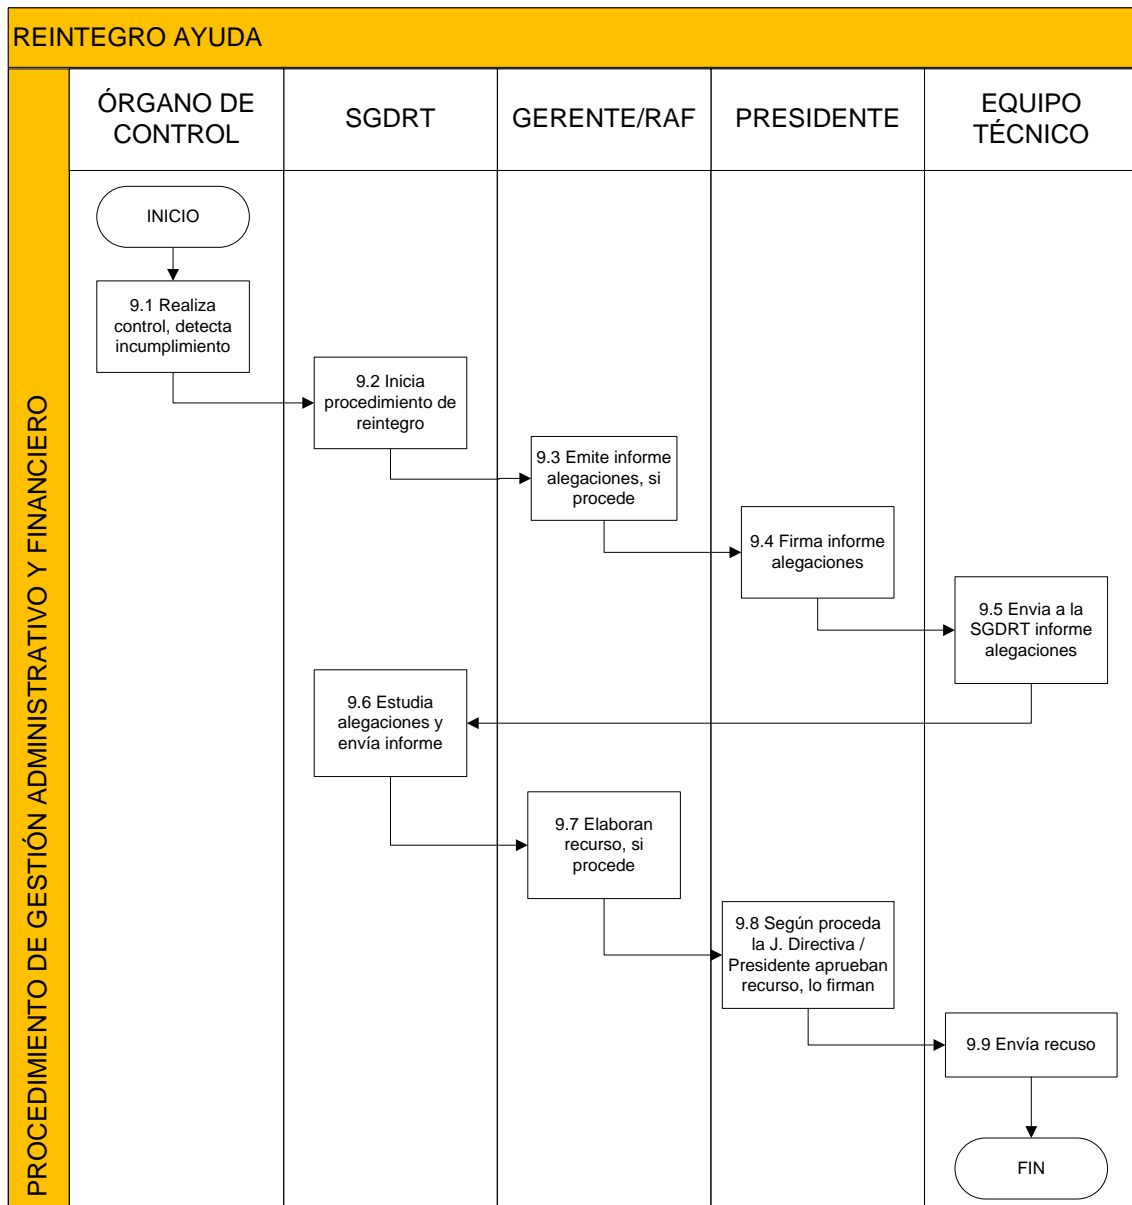 REINTEGRO AYUDA
PROCEDIMIENTO DE GESTIÓN ADMINISTRATIVO Y FINANCIERO
ÓRGANO DE
CONTROL
SGDRT
GERENTE/RAF
PRESIDENTE
EQUIPO
TÉCNICO
INICIO
9.1 Realiza
control, detecta
incumplimiento
9.2 Inicia
procedimiento de
reintegro
9.3 Emite informe
alegaciones, si
procede
9.4 Firma informe
alegaciones
9.5 Envia a la
SGDRT informe
alegaciones
9.6 Estudia
alegaciones y
envía informe
9.7 Elaboran
recurso, si
procede
9.8 Según proceda
la J. Directiva /
Presidente aprueban
recurso, lo firman
9.9 Envía recuso
FIN